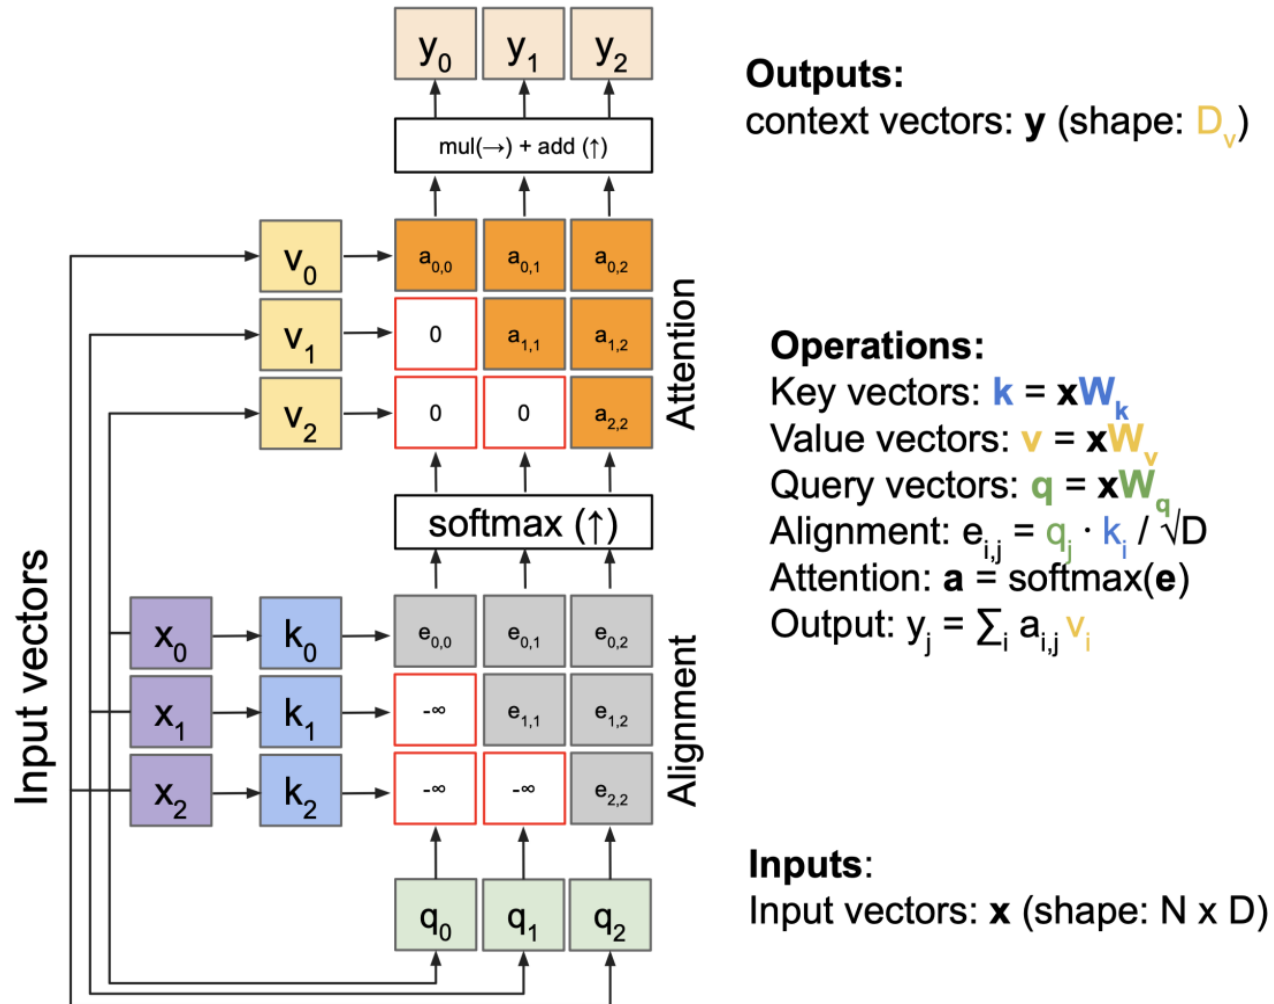 y0 y1 y2
mul(→) + add (↑)
v0 a0,0 a0,1 a0,2
v1 0 a1,1 a1,2
v2 0 0 a2,2
Attention
softmax (↑)
Input vectors
x0 k0 e0,0 e0,1 e0,2
x1 k1 -∞ e1,1 e1,2
x2 k2 -∞ -∞ e2,2
Alignment
q0 q1 q2
Outputs:
context vectors: y (shape: Dv)
Operations:
Key vectors: k = xWk
Value vectors: v = xWv
Query vectors: q = xWq
Alignment: ei,j = qj · ki / √D
Attention: a = softmax(e)
Output: yj = ∑i ai,j vi
Inputs:
Input vectors: x (shape: N x D)